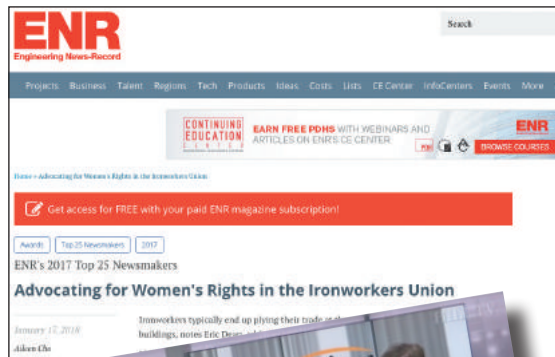 ENR
Engineering News-Record
Search
Projects Business Talent Regions Tech Products Ideas Costs Lists CE Center InfoCenters Events More
CONTINUING
EDUCATION
CENTER
EARN FREE PDHS WITH WEBINARS AND
ARTICLES ON ENR'S CE CENTER
ENR
BROWSE COURSES
Home » Advocating for Women's Rights in the Ironworkers Union
Get access for FREE with your paid ENR magazine subscription!
Awards Top 25 Newsmakers 2017
ENR's 2017 Top 25 Newsmakers
Advocating for Women's Rights in the Ironworkers Union
January 17, 2018
Aileen Cho
Ironworkers typically end up plying their trade
buildings, notes Eric